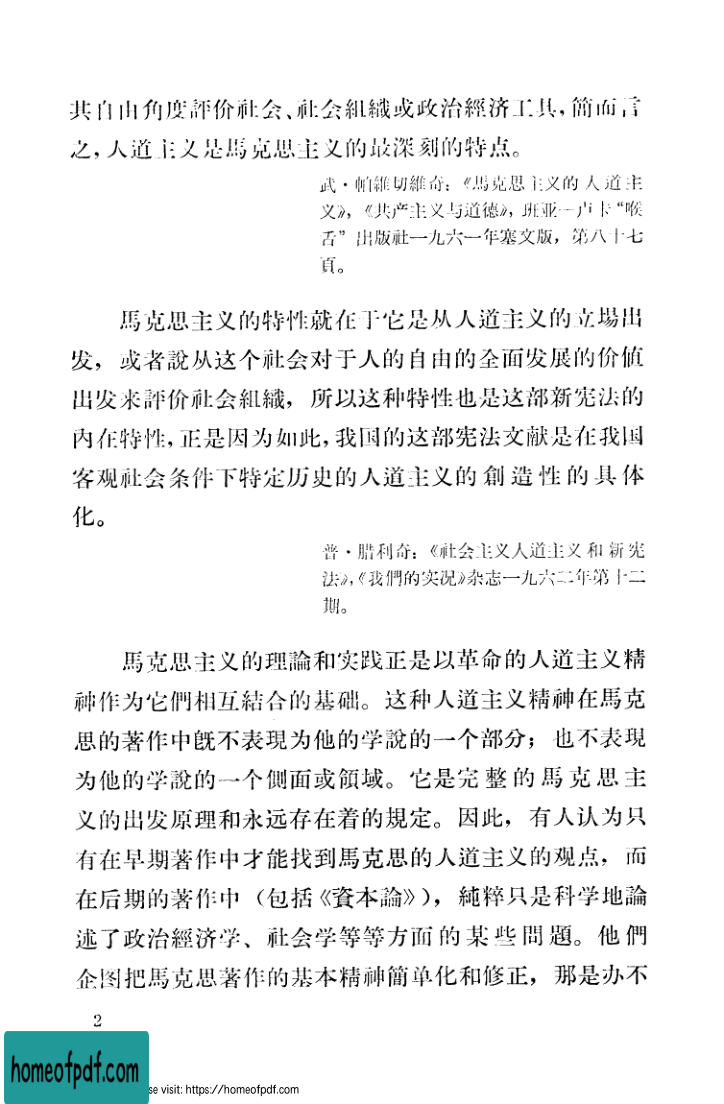 其自由角度評价社会、社会組織或政治經济工具，簡而言
之，人道主义是馬克思主义的最深刻的特点。
武·帕維切維奇：《馬克思主义的人道主
义》，《共产主义与道德》，班亚—卢卡“喉
舌”出版社一九六一年塞文版，第八十七
頁。
馬克思主义的特性就在于它是从人道主义的立場出
发，或者說从这个社会对于人的自由的全面发展的价值
出发来評价社会組織，所以这种特性也是这部新宪法的
内在特性，正是因为如此，我国的这部宪法文献是在我国
客观社会条件下特定历史的人道主义的創造性的具体
化。
普·腊利奇：《社会主义人道主义和新宪
法》，《我們的实况》杂志一九六二年第十二
期。
馬克思主义的理論和实践正是以革命的人道主义精
神作为它們相互結合的基础。这种人道主义精神在馬克
思的著作中旣不表現为他的学說的一个部分；也不表現
为他的学說的一个側面或領域。它是完整的馬克思主
义的出发原理和永远存在着的規定。因此，有人认为只
有在早期著作中才能找到馬克思的人道主义的观点，而
在后期的著作中（包括《資本論》），純粹只是科学地論
述了政治經济学、社会学等等方面的某些問題。他們
企图把馬克思著作的基本精神簡单化和修正，那是办不
2
homeofpdf.com
se visit: https://homeofpdf.com